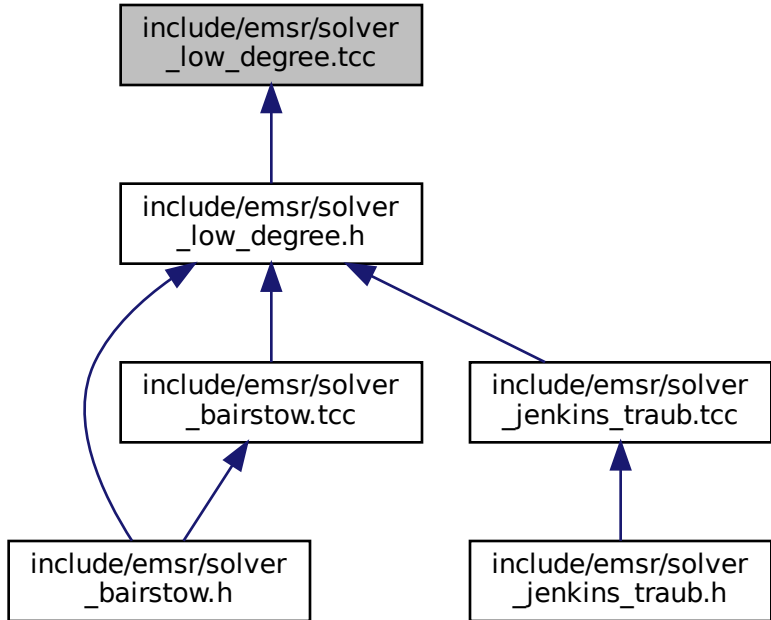 include/emsr/solver
_low_degree.tcc
include/emsr/solver
_low_degree.h
include/emsr/solver
_bairstow.tcc
include/emsr/solver
_jenkins_traub.tcc
include/emsr/solver
_bairstow.h
include/emsr/solver
_jenkins_traub.h